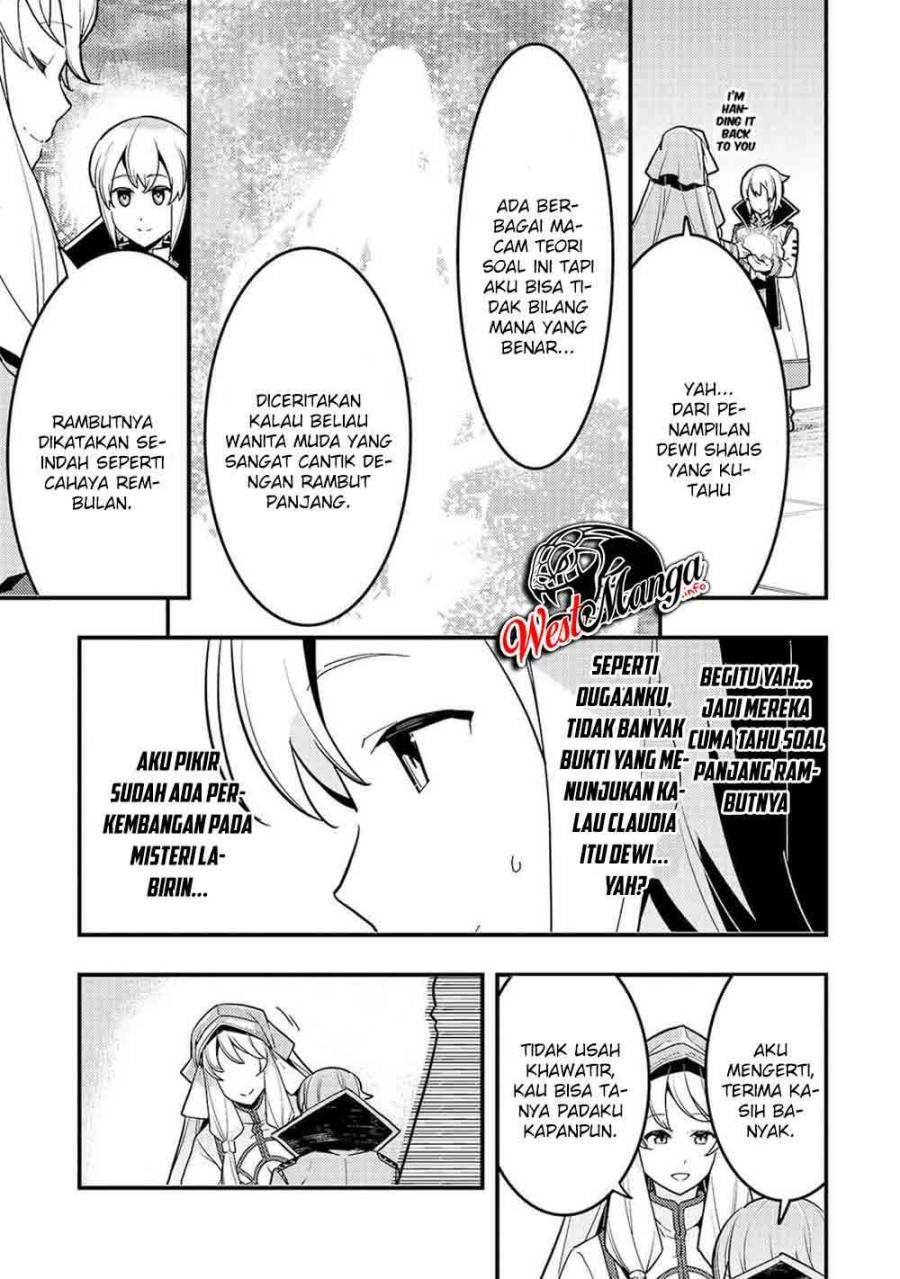 I'M
HAN-
DING IT
BACK
TO YOU
YAH...
DARI PE-
NAMPILAN
DEWI SHAUS
YANG KU-
TAHU
ADA BER-
BAGAI MA-
CAM TEORI
SOAL INI TAPI
AKU BISA TI-
DAK BILANG
MANA YANG
BENAR...
DICERITAKAN
KALAU BELIAU
WANITA MUDA YANG
SANGAT CANTIK DE-
NGAN RAMBUT
PANJANG.
RAMBUTNYA
DIKATAKAN SE-
INDAH SEPERTI
CAHAYA REM-
BULAN.
WestManga
.info
BEGITU YAH...
JADI MEREKA
CUMA TAHU SOAL
PANJANG RAM-
BUTNYA
SEPERTI
DUGAANKU,
TIDAK BANYAK
BUKTI YANG ME-
NUNJUKAN KA-
LAU CLAUDIA
ITU DEWI...
YAH?
AKU PIKIR
SUDAH ADA PER-
KEMBANGAN PADA
MISTERI LA-
BIRIN...
AKU
MENGERTI,
TERIMA KA-
SIH BA-
NYAK.
TIDAK USAH
KHAWATIR,
KAU BISA TA-
NYA PADAKU
KAPANPUN.